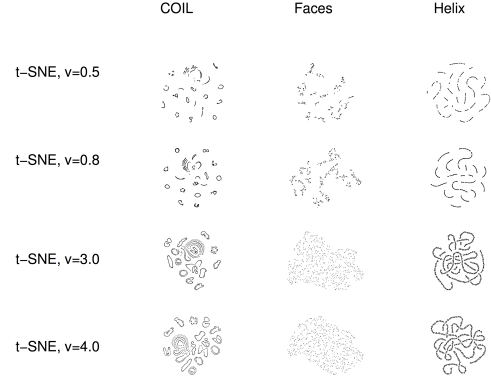 COIL Faces Helix
t−SNE, v=0.5
t−SNE, v=0.8
t−SNE, v=3.0
t−SNE, v=4.0